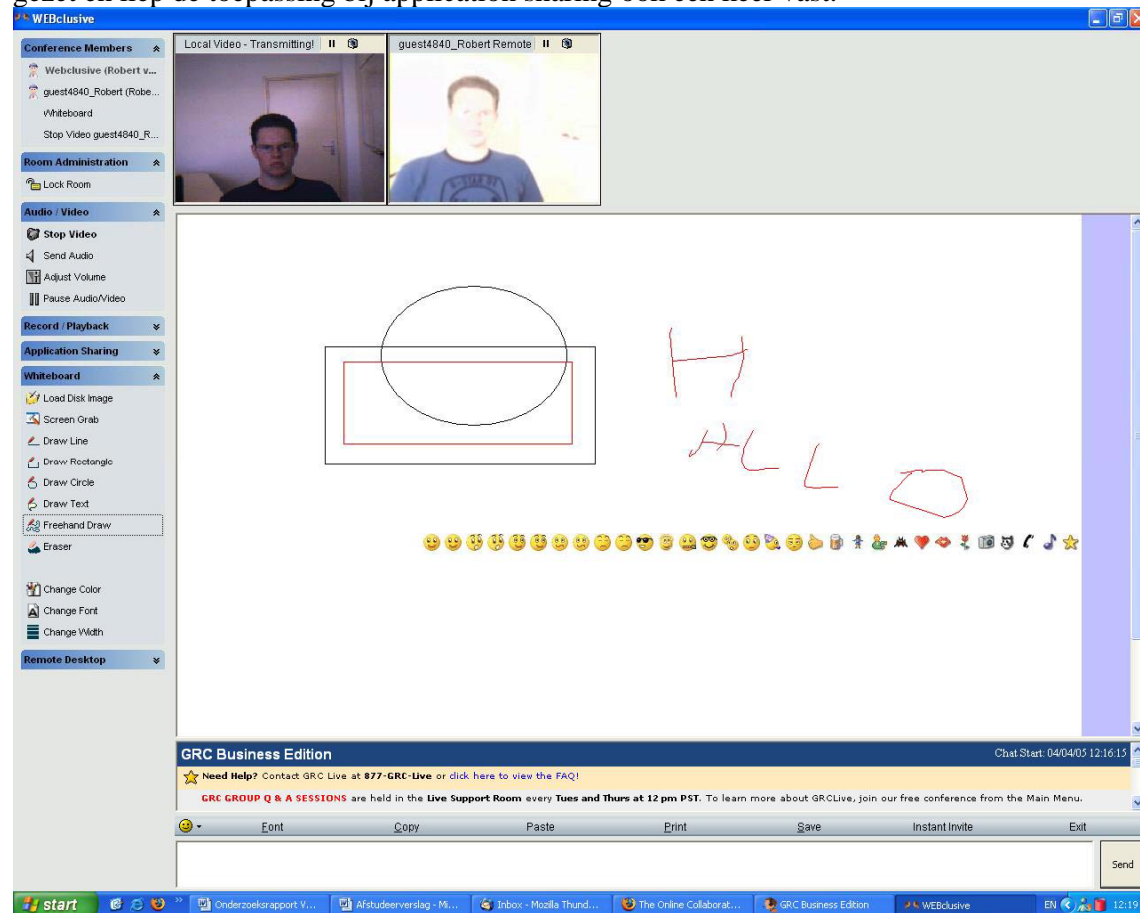 gezet en liep de toepassing bij application sharing ook een keer vast.
WEBclusive
Conference Members
Webclusive (Robert v...
guest4840_Robert (Robe...
Whiteboard
Stop Video guest4840_R...
Room Administration
Lock Room
Audio / Video
Stop Video
Send Audio
Adjust Volume
Pause Audio/Video
Record / Playback
Application Sharing
Whiteboard
Load Disk Image
Screen Grab
Draw Line
Draw Rectangle
Draw Circle
Draw Text
Freehand Draw
Eraser
Change Color
Change Font
Change Width
Remote Desktop
Local Video - Transmitting!
guest4840_Robert Remote
H
HLLO
GRC Business Edition
Chat Start: 04/04/05 12:16:15
Need Help? Contact GRC Live at 877-GRC-Live or click here to view the FAQ!
GRC GROUP Q & A SESSIONS are held in the Live Support Room every Tues and Thurs at 12 pm PST. To learn more about GRCLive, join our free conference from the Main Menu.
Font Copy Paste Print Save Instant Invite Exit
Send
start Onderzoeksrapport V... Afstudeerverslag - Mi... Inbox - Mozilla Thund... The Online Collaborat... GRC Business Edition WEBclusive EN 12:19